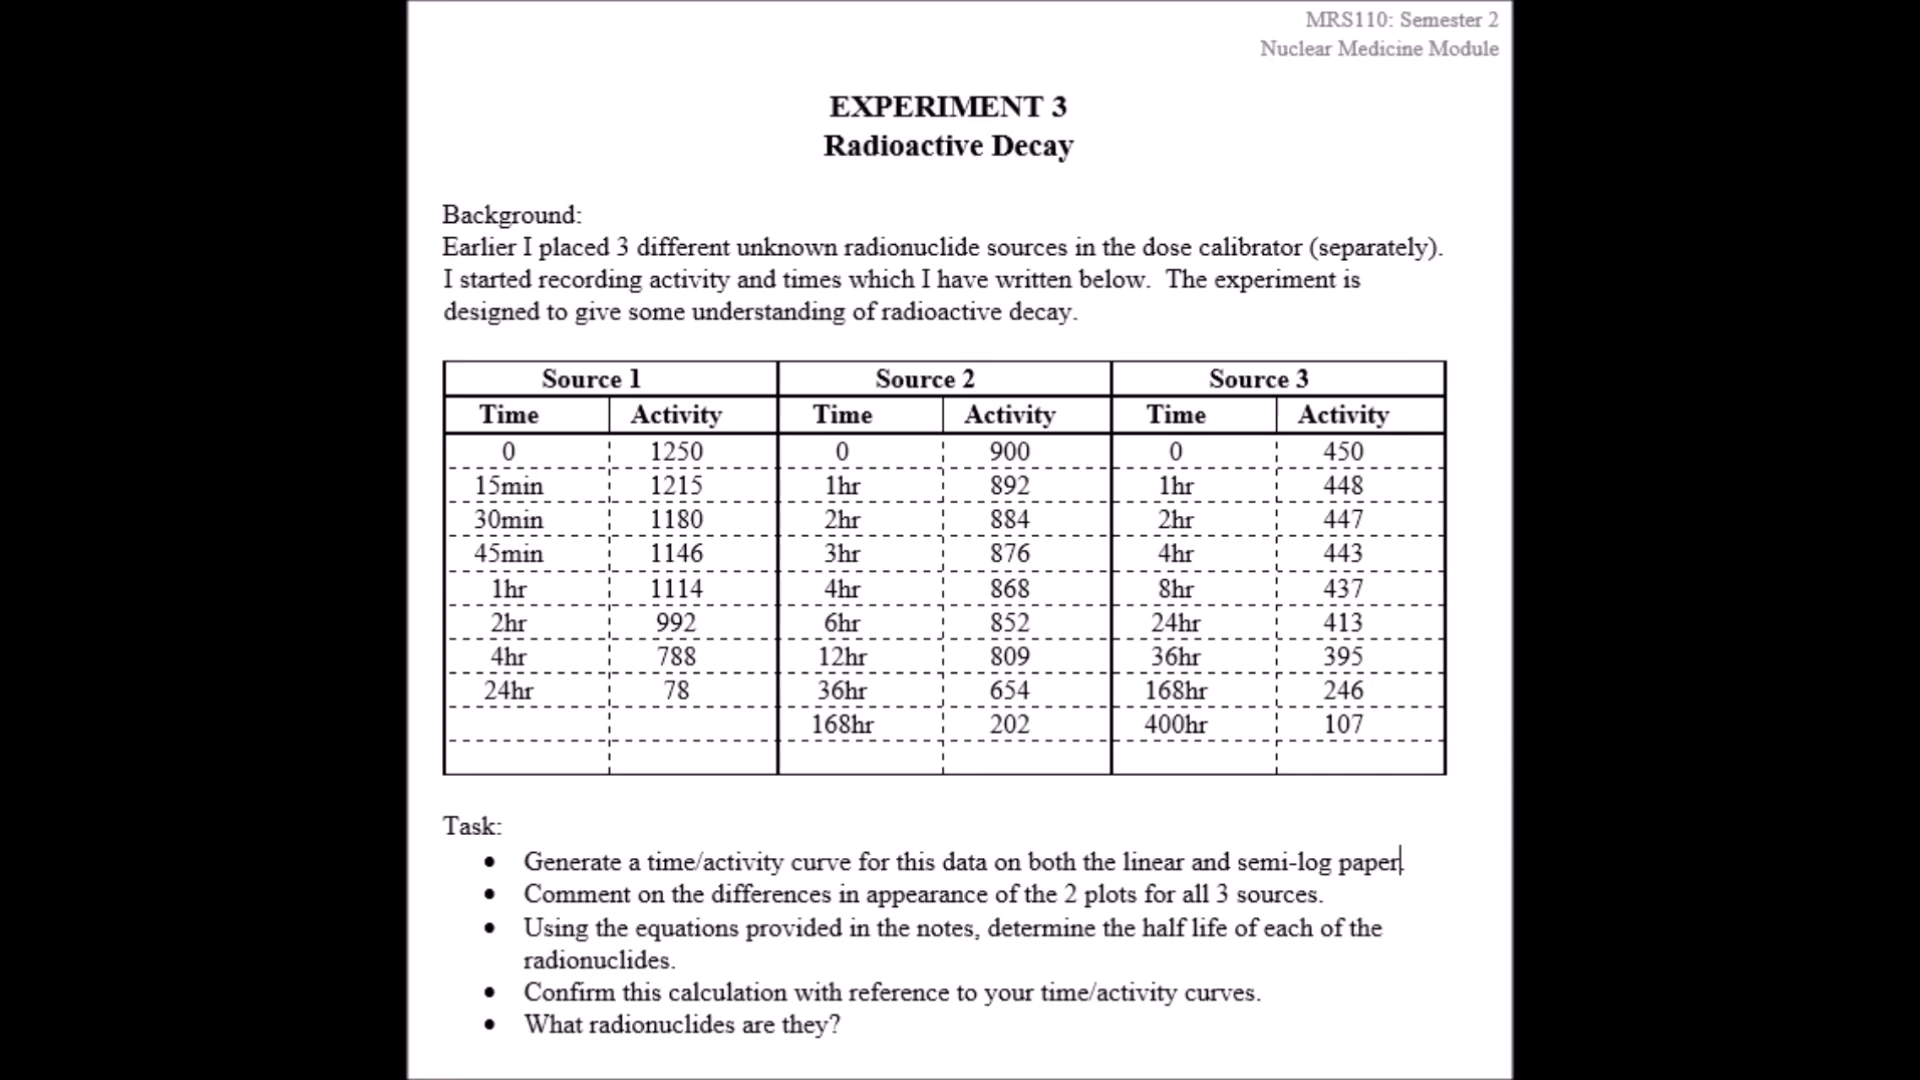 MRS110: Semester 2
Nuclear Medicine Module
EXPERIMENT 3
Radioactive Decay
Background:
Earlier I placed 3 different unknown radionuclide sources in the dose calibrator (separately).
I started recording activity and times which I have written below. The experiment is
designed to give some understanding of radioactive decay.
Source 1 Source 2 Source 3
Time Activity Time Activity Time Activity
0 1250 0 900 0 450
15min 1215 1hr 892 1hr 448
30min 1180 2hr 884 2hr 447
45min 1146 3hr 876 4hr 443
1hr 1114 4hr 868 8hr 437
2hr 992 6hr 852 24hr 413
4hr 788 12hr 809 36hr 395
24hr 78 36hr 654 168hr 246
168hr 202 400hr 107
Task:
• Generate a time/activity curve for this data on both the linear and semi-log paper
• Comment on the differences in appearance of the 2 plots for all 3 sources.
• Using the equations provided in the notes, determine the half life of each of the
radionuclides.
• Confirm this calculation with reference to your time/activity curves.
• What radionuclides are they?